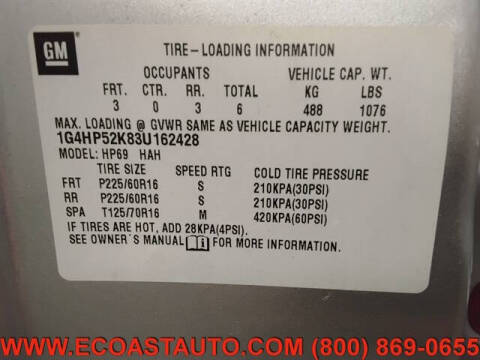 GM
TIRE-LOADING INFORMATION
OCCUPANTS VEHICLE CAP. WT.
FRT. CTR. RR. TOTAL KG LBS
3 0 3 6 488 1076
MAX. LOADING @ GVWR SAME AS VEHICLE CAPACITY WEIGHT.
1G4HP52K83U162428
MODEL: HP69 HAH
TIRE SIZE SPEED RTG COLD TIRE PRESSURE
FRT P225/60R16 S 210KPA(30PSI)
RR P225/60R16 S 210KPA(30PSI)
SPA T125/70R16 M 420KPA(60PSI)
IF TIRES ARE HOT, ADD 28KPA(4PSI).
SEE OWNER'S MANUAL FOR MORE INFORMATION.
WWW.ECOASTAUTO.COM (800) 869-0655